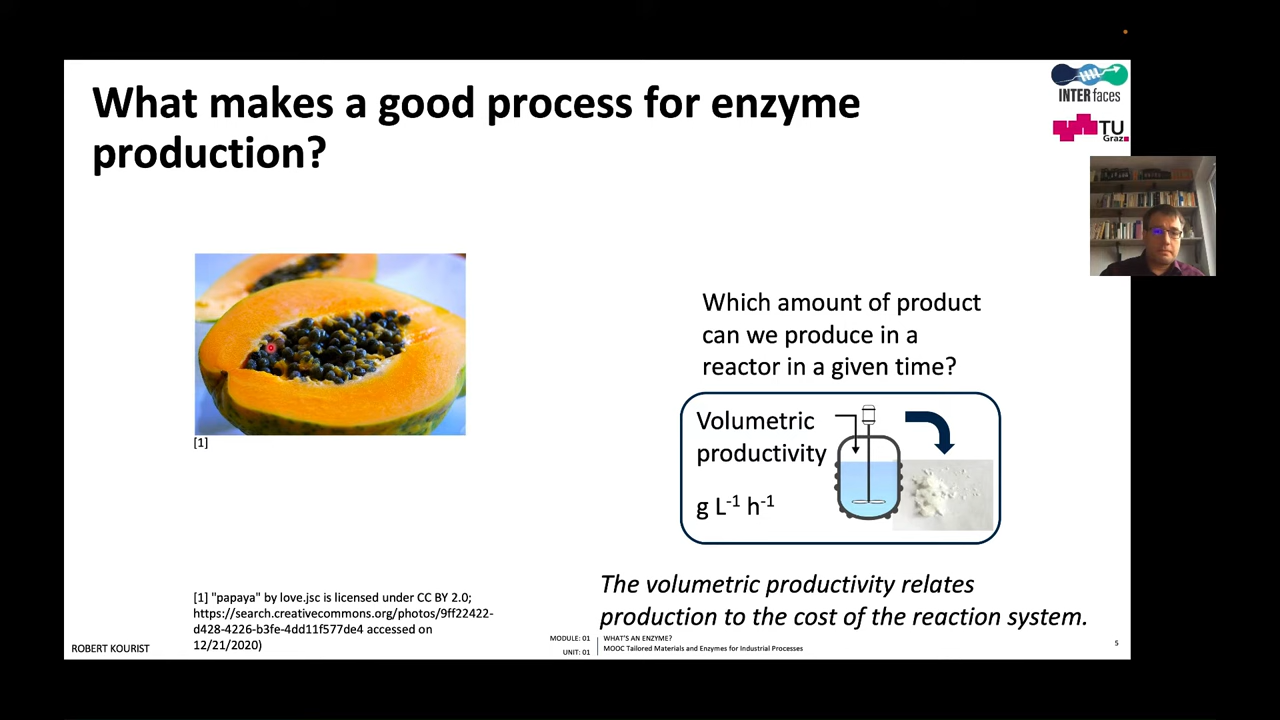 What makes a good process for enzyme
production?
INTERfaces
TU
Graz
[1]
Which amount of product
can we produce in a
reactor in a given time?
Volumetric
productivity
g L⁻¹ h⁻¹
The volumetric productivity relates
production to the cost of the reaction system.
[1] "papaya" by love.jsc is licensed under CC BY 2.0;
https://search.creativecommons.org/photos/9ff22422-
d428-4226-b3fe-4dd11f577de4 accessed on
12/21/2020)
ROBERT KOURIST
MODULE: 01
UNIT: 01
WHAT'S AN ENZYME?
MOOC Tailored Materials and Enzymes for Industrial Processes
5